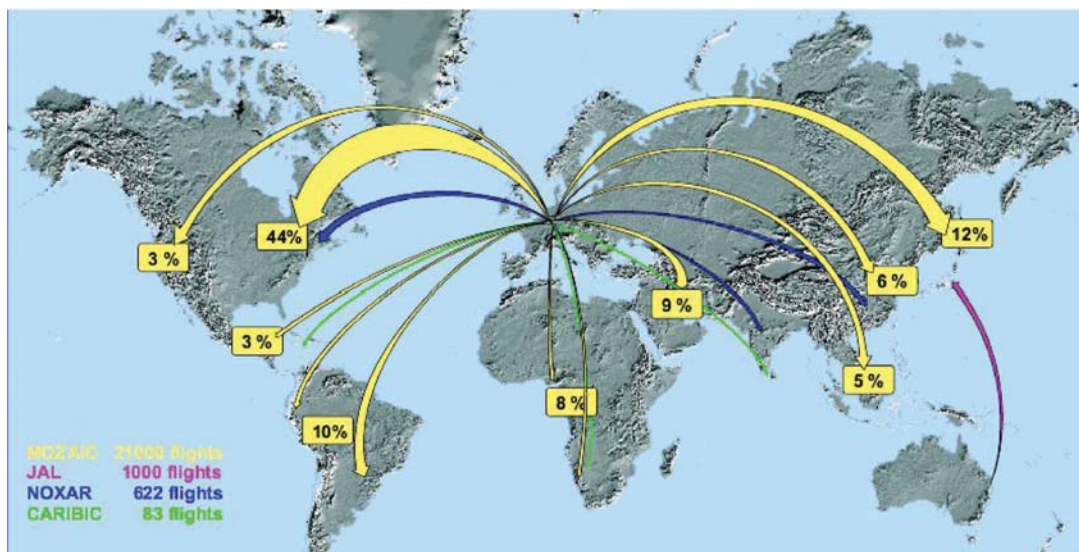 44%
12%
3 %
6 %
9 %
3 %
5 %
8 %
10%
MOZAIC 21000 flights
JAL 1000 flights
NOXAR 622 flights
CARIBIC 83 flights